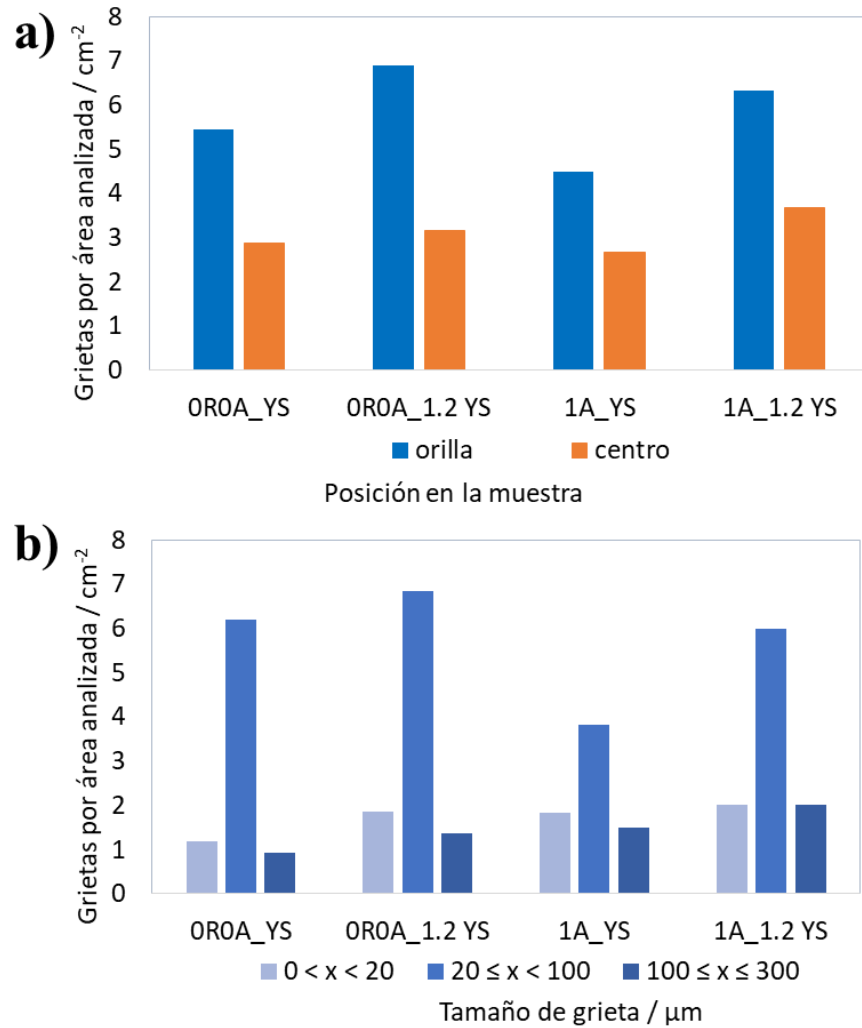 a)
Grietas por área analizada / cm-2
8
7
6
5
4
3
2
1
0
0R0A_YS 0R0A_1.2 YS 1A_YS 1A_1.2 YS
orilla centro
Posición en la muestra
b)
Grietas por área analizada / cm-2
8
7
6
5
4
3
2
1
0
0R0A_YS 0R0A_1.2 YS 1A_YS 1A_1.2 YS
0 < x < 20 20 ≤ x < 100 100 ≤ x ≤ 300
Tamaño de grieta / µm